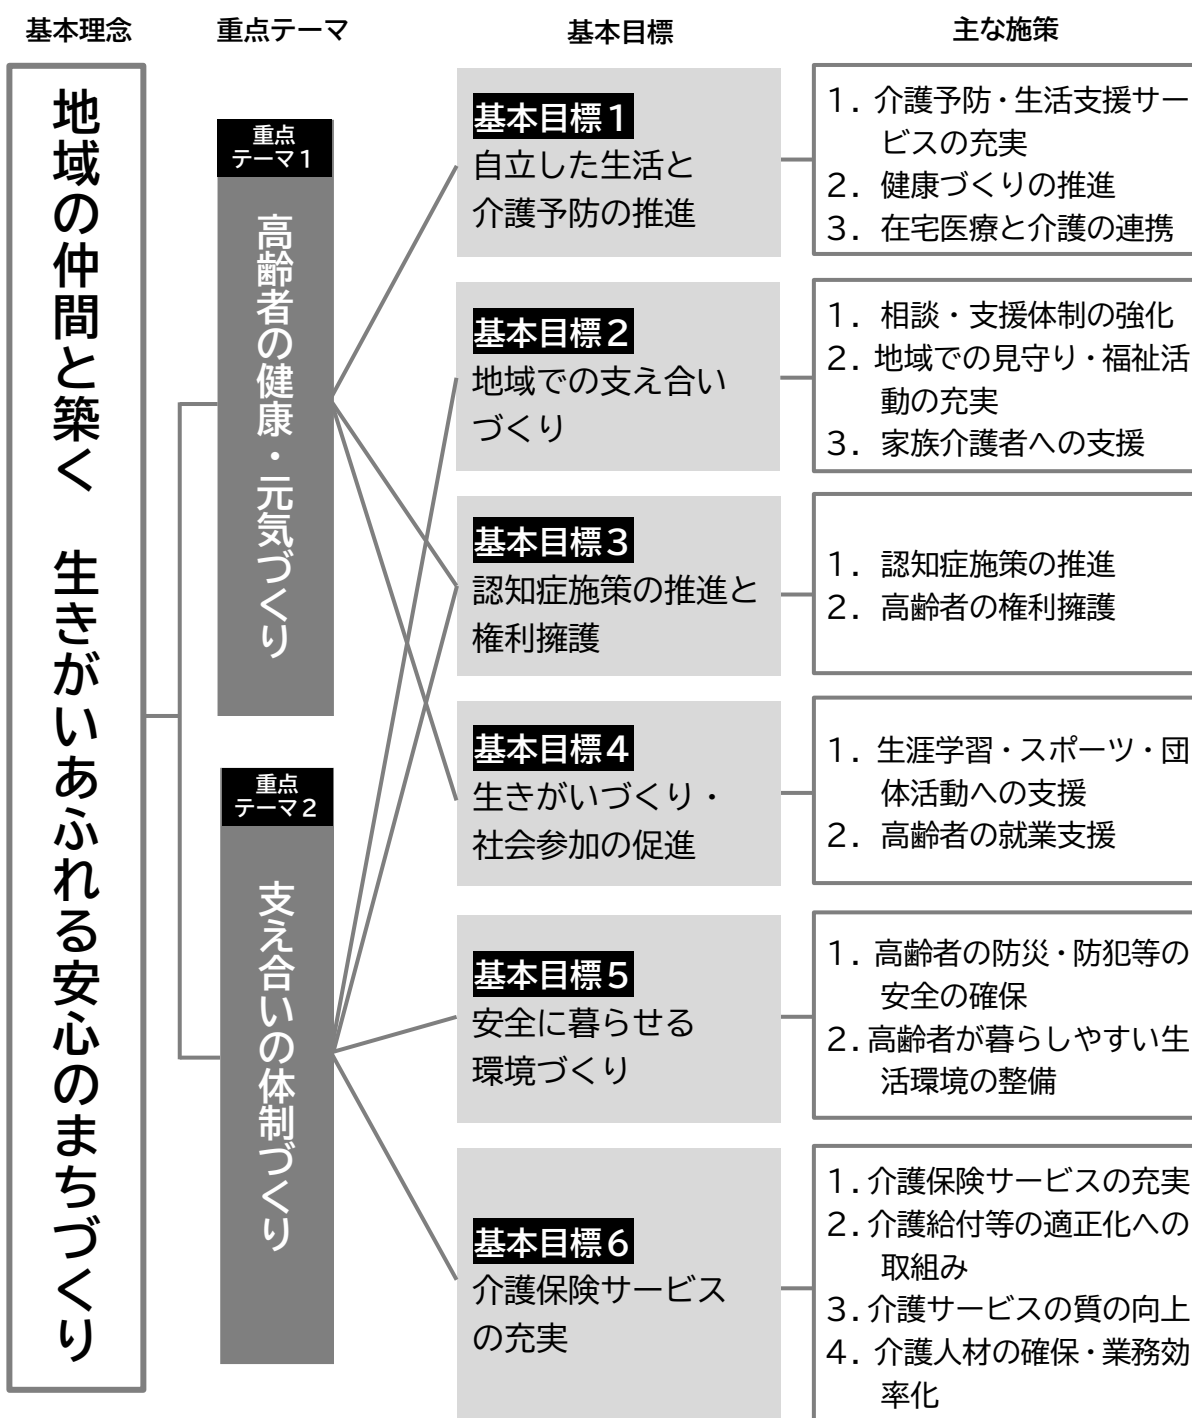 基本理念
重点テーマ
基本目標
主な施策
地域の仲間と築く　生きがいあふれる安心のまちづくり
重点
テーマ１
高齢者の健康・元気づくり
重点
テーマ２
支え合いの体制づくり
基本目標１
自立した生活と
介護予防の推進
１．介護予防・生活支援サー
ビスの充実
２．健康づくりの推進
３．在宅医療と介護の連携
基本目標２
地域での支え合い
づくり
１．相談・支援体制の強化
２．地域での見守り・福祉活
動の充実
３．家族介護者への支援
基本目標３
認知症施策の推進と
権利擁護
１．認知症施策の推進
２．高齢者の権利擁護
基本目標４
生きがいづくり・
社会参加の促進
１．生涯学習・スポーツ・団
体活動への支援
２．高齢者の就業支援
基本目標５
安全に暮らせる
環境づくり
１．高齢者の防災・防犯等の
安全の確保
２．高齢者が暮らしやすい生
活環境の整備
基本目標６
介護保険サービス
の充実
１．介護保険サービスの充実
２．介護給付等の適正化への
取組み
３．介護サービスの質の向上
４．介護人材の確保・業務効
率化